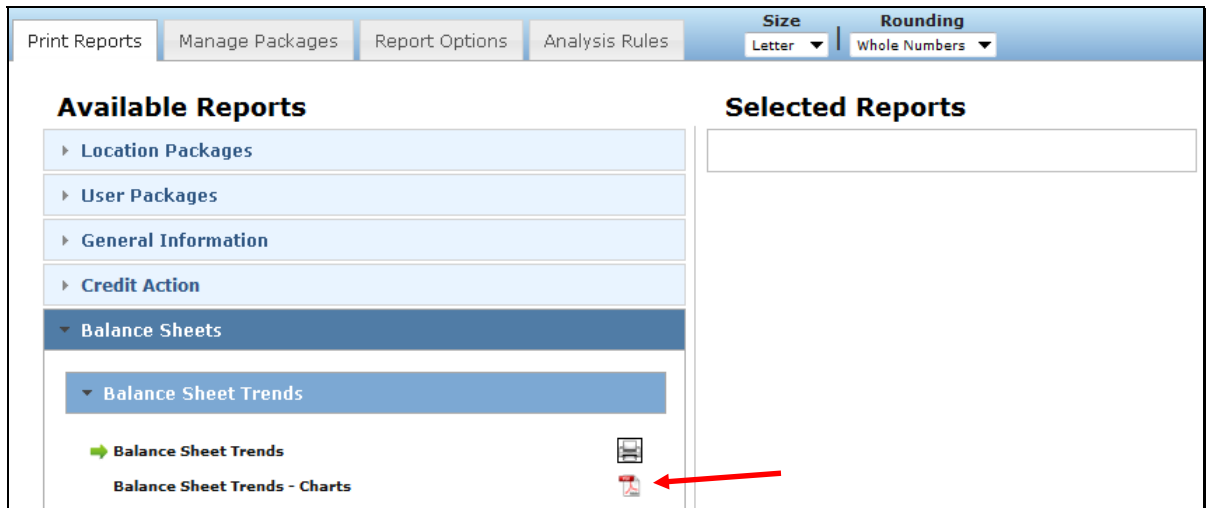 Print Reports Manage Packages Report Options Analysis Rules
Size Rounding
Letter Whole Numbers
Available Reports
Location Packages
User Packages
General Information
Credit Action
Balance Sheets
Balance Sheet Trends
Balance Sheet Trends
Balance Sheet Trends - Charts
Selected Reports